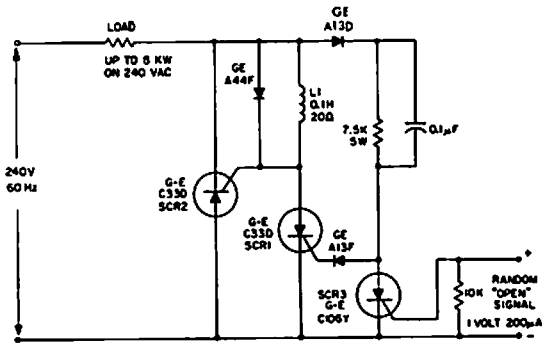 LOAD
UP TO 6 KW
ON 240 VAC
GE
A13D
GE
A44F
L1
0.1H
20Ω
7.5K
5W
0.1μF
240V
60 Hz
G-E
C33D
SCR2
G-E
C33D
SCR1
GE
A13F
SCR3
G-E
C106Y
10K
+
RANDOM
"OPEN"
SIGNAL
1 VOLT 200μA
-